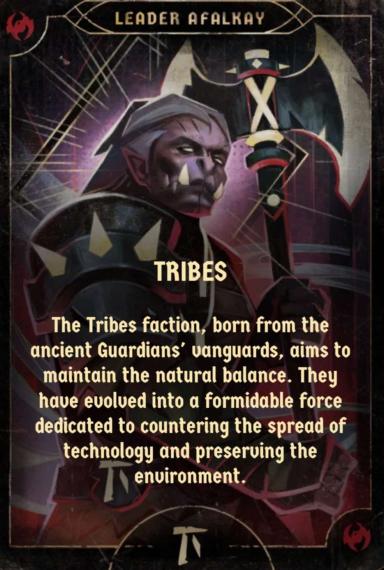 LEADER AFALKAY
TRIBES
The Tribes faction, born from the
ancient Guardians' vanguards, aims to
maintain the natural balance. They
have evolved into a formidable force
dedicated to countering the spread of
technology and preserving the
environment.